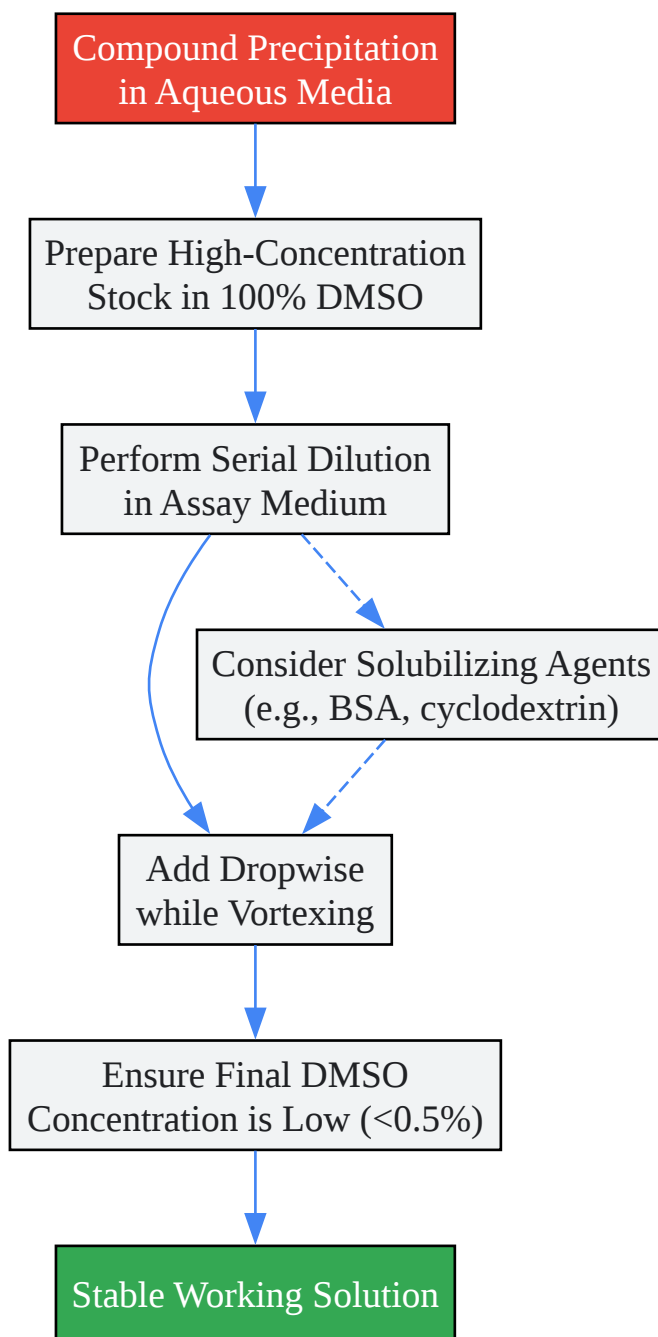 Compound Precipitation
in Aqueous Media
Prepare High-Concentration
Stock in 100% DMSO
Perform Serial Dilution
in Assay Medium
Consider Solubilizing Agents
(e.g., BSA, cyclodextrin)
Add Dropwise
while Vortexing
Ensure Final DMSO
Concentration is Low (<0.5%)
Stable Working Solution